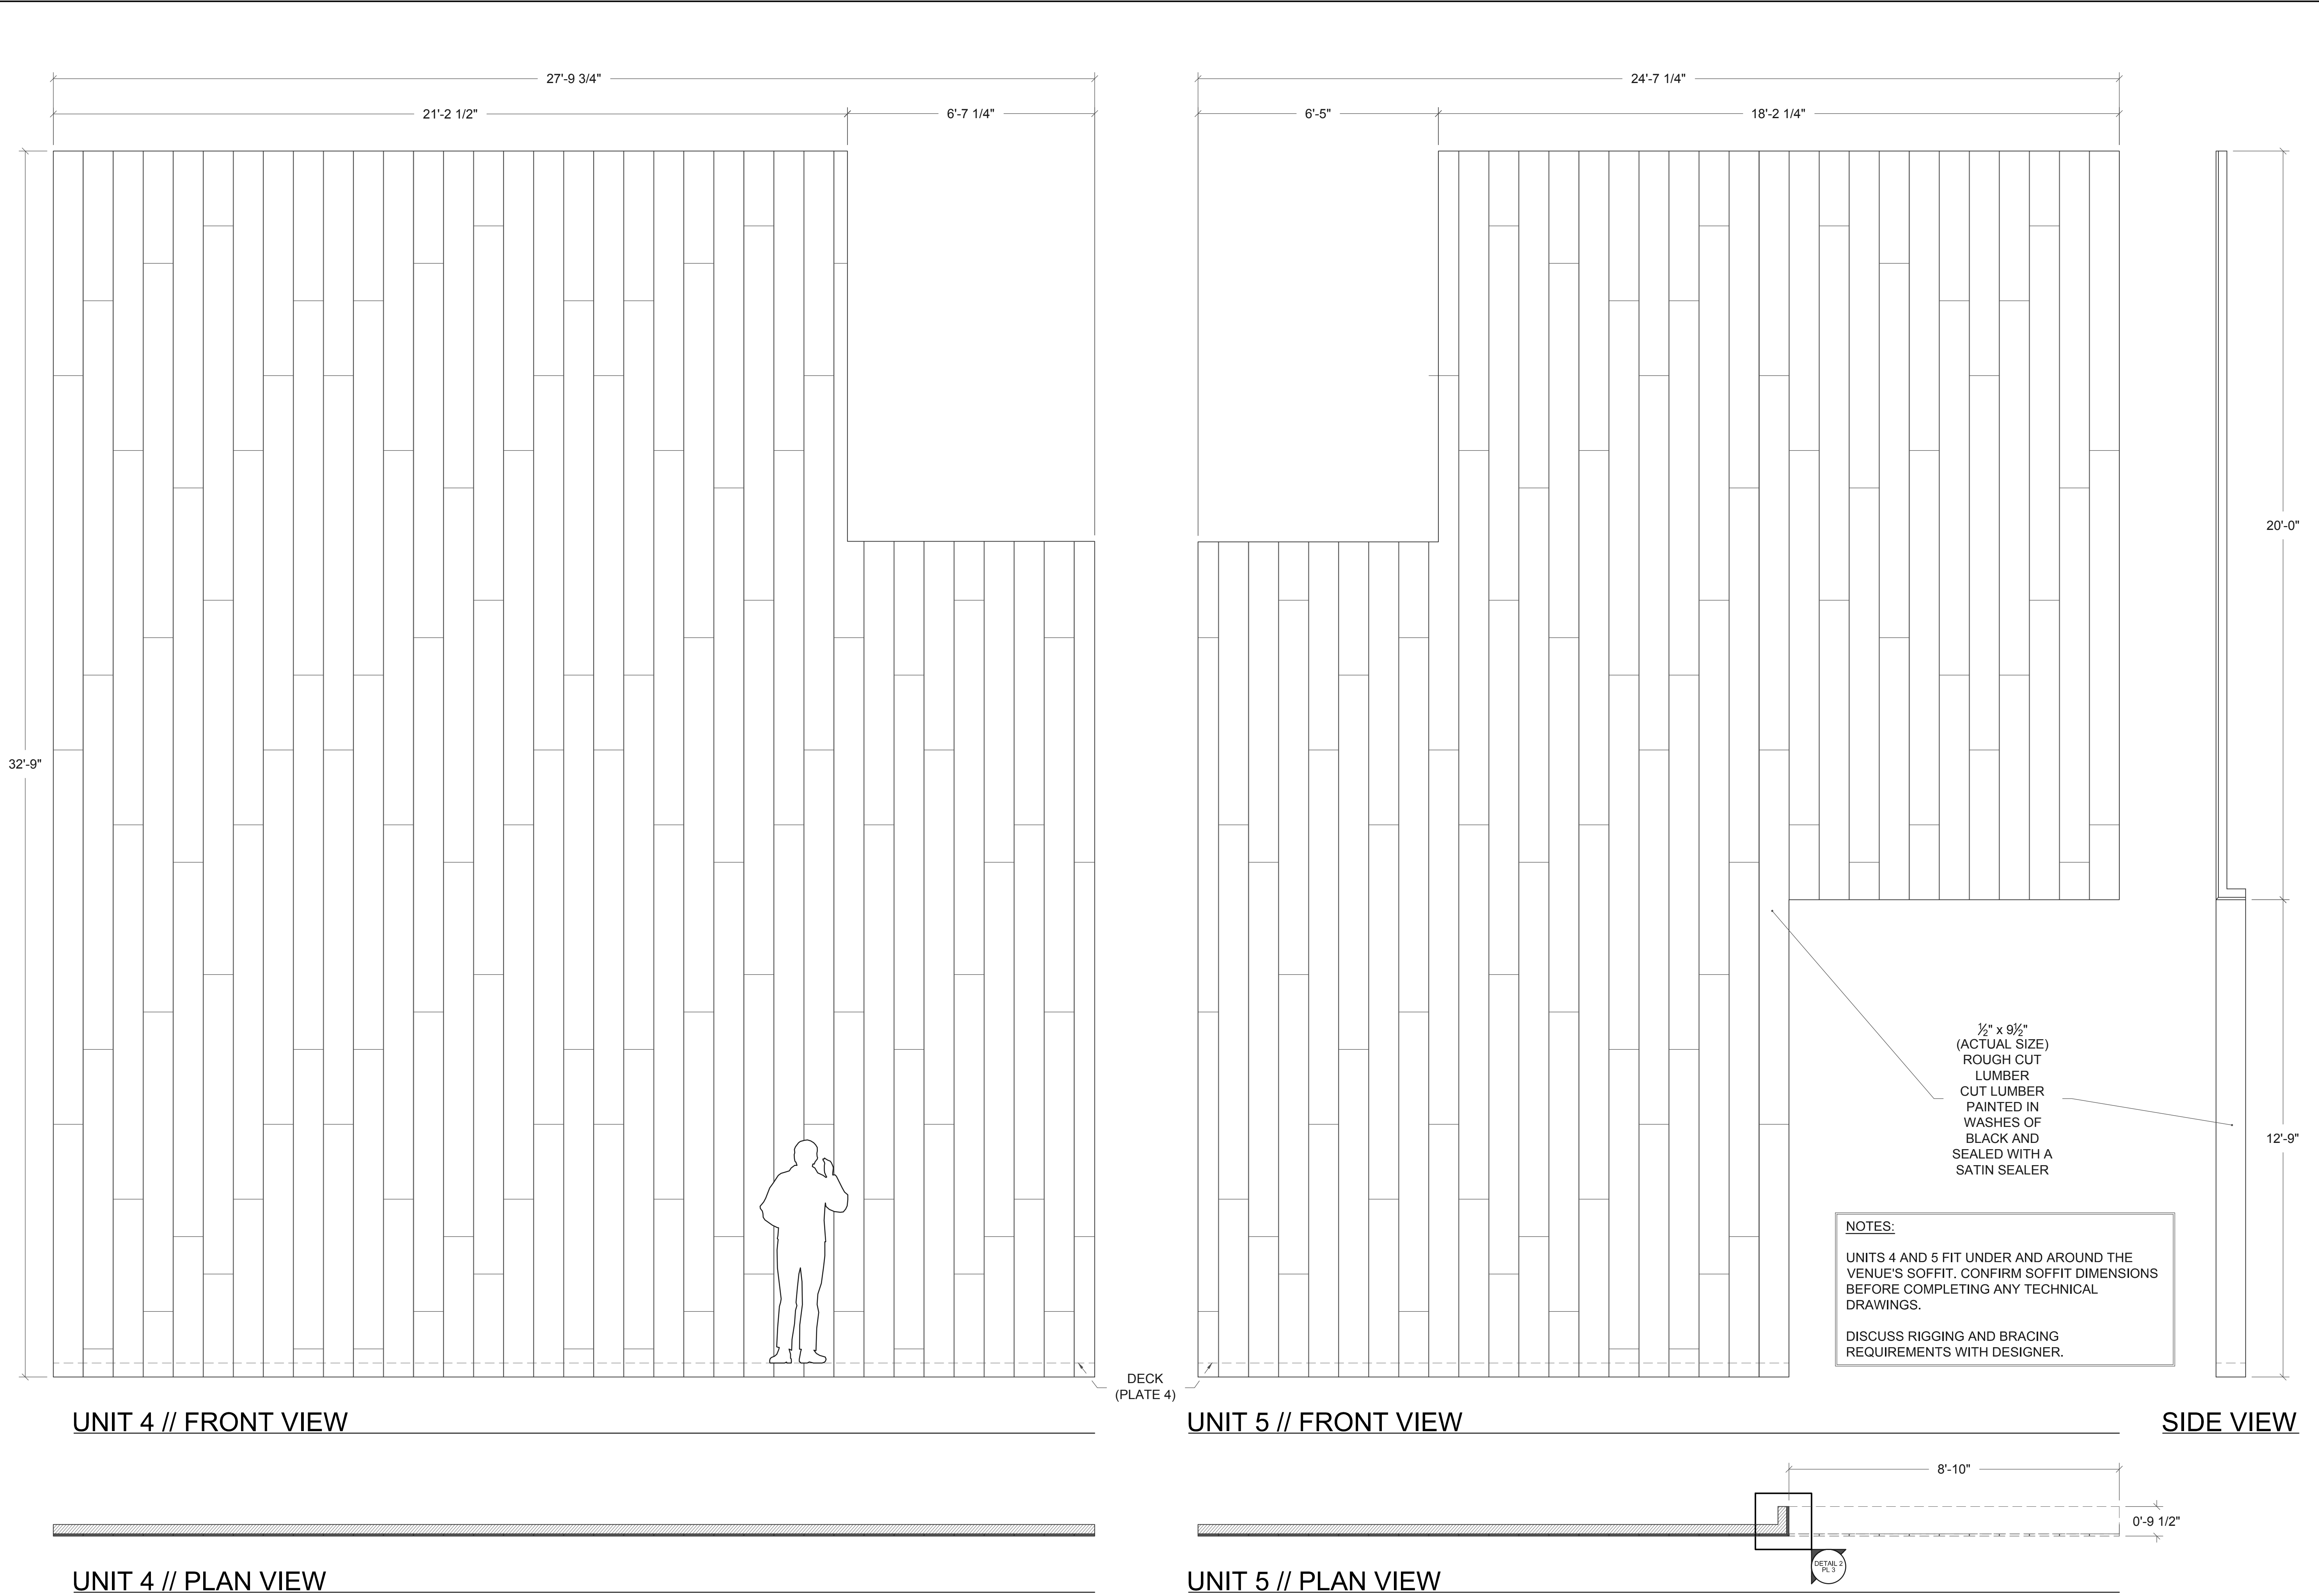 27'-9 3/4"
24'-7 1/4"
21'-2 1/2"
6'-7 1/4"
6'-5"
18'-2 1/4"
20'-0"
32'-9"
½" x 9½"
(ACTUAL SIZE)
ROUGH CUT
LUMBER
CUT LUMBER
PAINTED IN
WASHES OF
BLACK AND
SEALED WITH A
SATIN SEALER
12'-9"
NOTES:
UNITS 4 AND 5 FIT UNDER AND AROUND THE
VENUE'S SOFFIT. CONFIRM SOFFIT DIMENSIONS
BEFORE COMPLETING ANY TECHNICAL
DRAWINGS.
DISCUSS RIGGING AND BRACING
REQUIREMENTS WITH DESIGNER.
DECK
(PLATE 4)
UNIT 4 // FRONT VIEW
UNIT 5 // FRONT VIEW
SIDE VIEW
8'-10"
0'-9 1/2"
DETAIL 2
PL 3
UNIT 4 // PLAN VIEW
UNIT 5 // PLAN VIEW